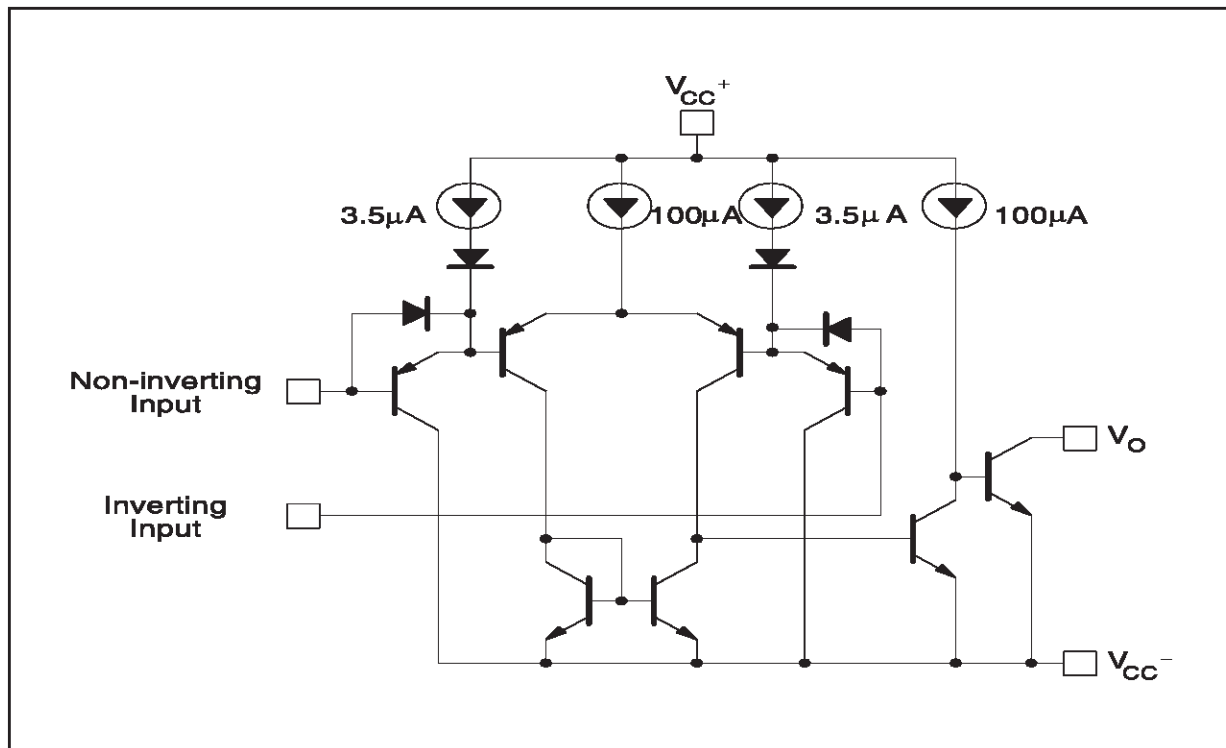 VCC+
3.5µA
100µA
3.5µA
100µA
Non-inverting
Input
VO
Inverting
Input
VCC−